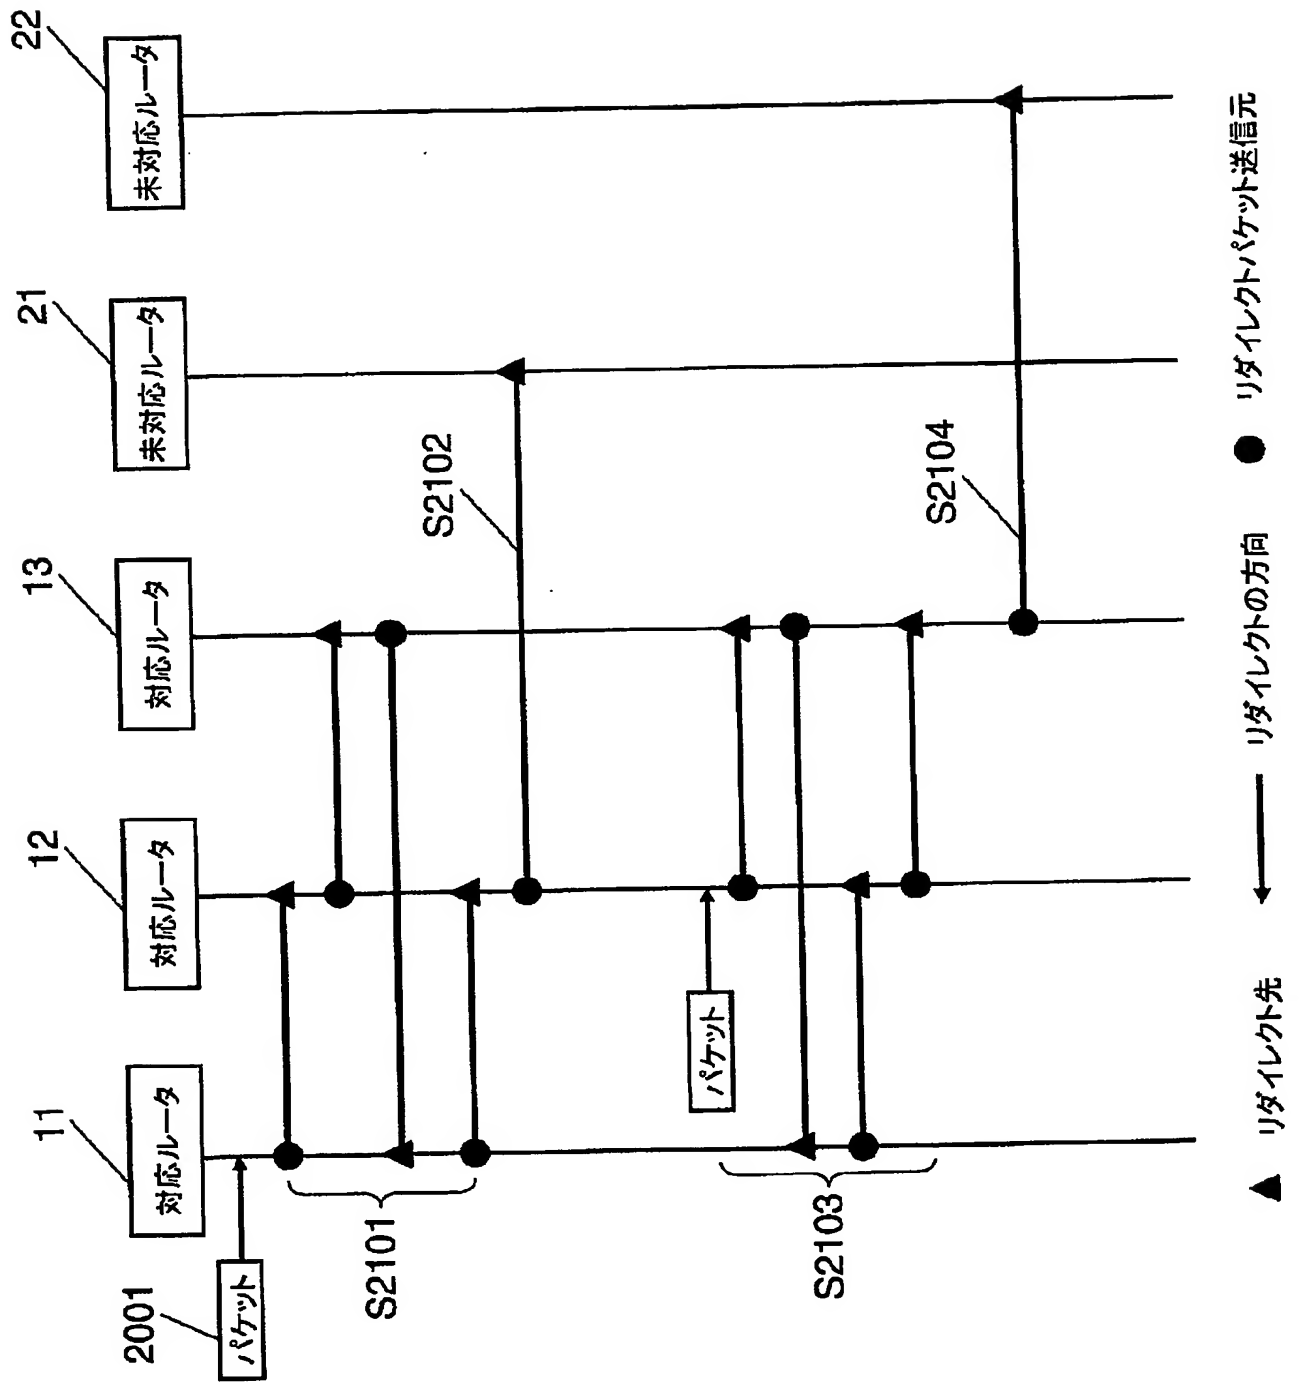 11
12
13
21
22
対応ルータ
対応ルータ
対応ルータ
未対応ルータ
未対応ルータ
2001
パケット
S2101
S2102
パケット
S2103
S2104
リダイレクト先
リダイレクトの方向
リダイレクトパケット送信元